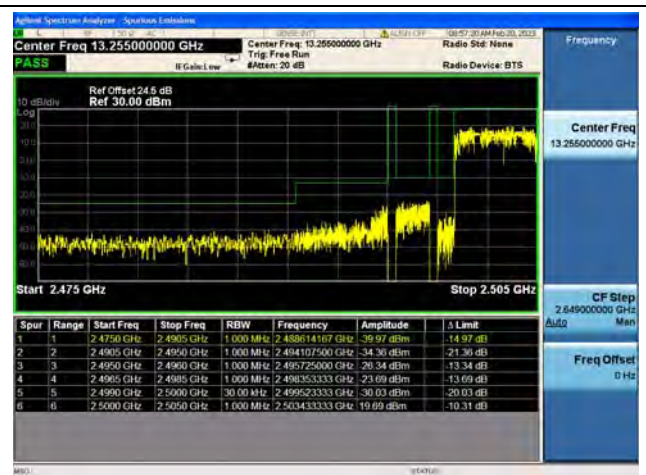 Agilent Spectrum Analyzer - Spurious Emissions
ALIGN OFF 08:57:20 AM Feb 20, 2023
Center Freq 13.255000000 GHz
Center Freq: 13.255000000 GHz
Radio Std: None
Frequency
PASS
IFGain:Low
Trig: Free Run
#Atten: 20 dB
Radio Device: BTS
Ref Offset 24.5 dB
10 dB/div Ref 30.00 dBm
Log
Center Freq
13.255000000 GHz
Start 2.475 GHz Stop 2.505 GHz
CF Step
2.649000000 GHz
Auto Man
Freq Offset
0 Hz
Spur Range Start Freq Stop Freq RBW Frequency Amplitude Δ Limit
1 1 2.4750 GHz 2.4905 GHz 1.000 MHz 2.488614167 GHz -39.97 dBm -14.97 dB
2 2 2.4905 GHz 2.4950 GHz 1.000 MHz 2.494107500 GHz -34.36 dBm -21.36 dB
3 3 2.4950 GHz 2.4960 GHz 1.000 MHz 2.495725000 GHz -26.34 dBm -13.34 dB
4 4 2.4965 GHz 2.4985 GHz 1.000 MHz 2.498353333 GHz -23.69 dBm -13.69 dB
5 5 2.4990 GHz 2.5000 GHz 30.00 kHz 2.499523333 GHz -30.03 dBm -20.03 dB
6 6 2.5000 GHz 2.5050 GHz 1.000 MHz 2.503433333 GHz 19.69 dBm -10.31 dB
MSG STATUS